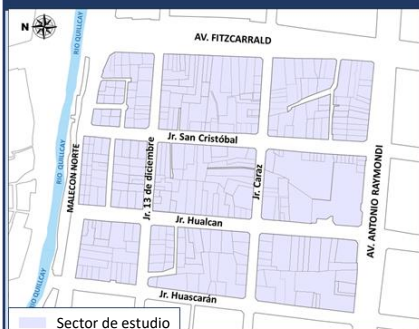 AV. FITZCARRALD
N
RIO QUILLCAY
Jr. San Cristóbal
RIO QUILLCAY
MALECON NORTE
Jr. 13 de diciembre
Jr. Caraz
AV. ANTONIO RAYMONDI
Jr. Hualcan
RIO QUILLCAY
Jr. Huascarán
Sector de estudio